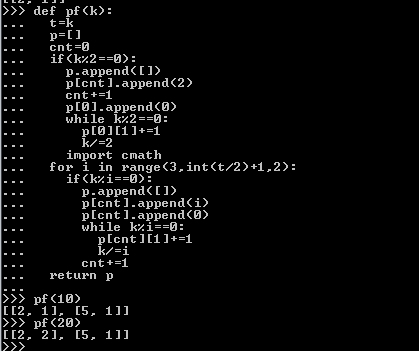 [[2, 1]]
>>> def pf(k):
...    t=k
...    p=[]
...    cnt=0
...    if(k%2==0):
...      p.append([])
...      p[cnt].append(2)
...      cnt+=1
...      p[0].append(0)
...      while k%2==0:
...        p[0][1]+=1
...        k/=2
...      import cmath
...    for i in range(3,int(t/2)+1,2):
...      if(k%i==0):
...        p.append([])
...        p[cnt].append(i)
...        p[cnt].append(0)
...        while k%i==0:
...          p[cnt][1]+=1
...          k/=i
...        cnt+=1
...    return p
...
>>> pf(10)
[[2, 1], [5, 1]]
>>> pf(20)
[[2, 2], [5, 1]]
>>>